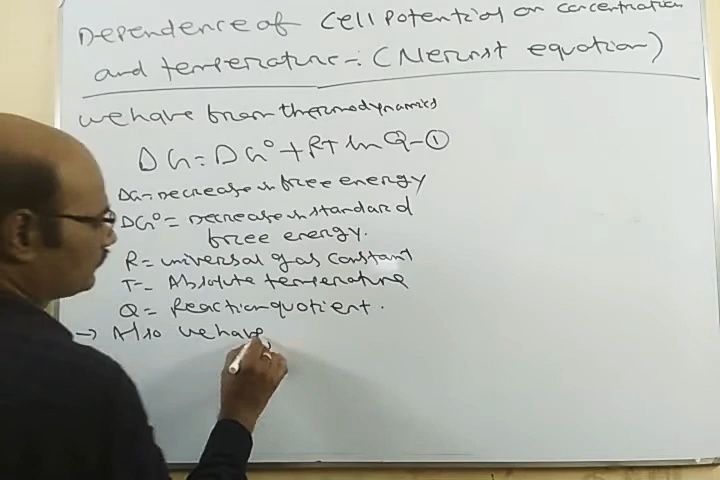 Dependence of Cell Potential on Concentration
and temperature :- (Nernst equation)
we have from thermodynamics
ΔG = ΔG° + RT ln Q - ①
ΔG = Decrease in free energy
ΔG° = Decrease in standard
free energy.
R = universal gas constant
T = Absolute temperature
Q = Reaction quotient.
→ Also we have